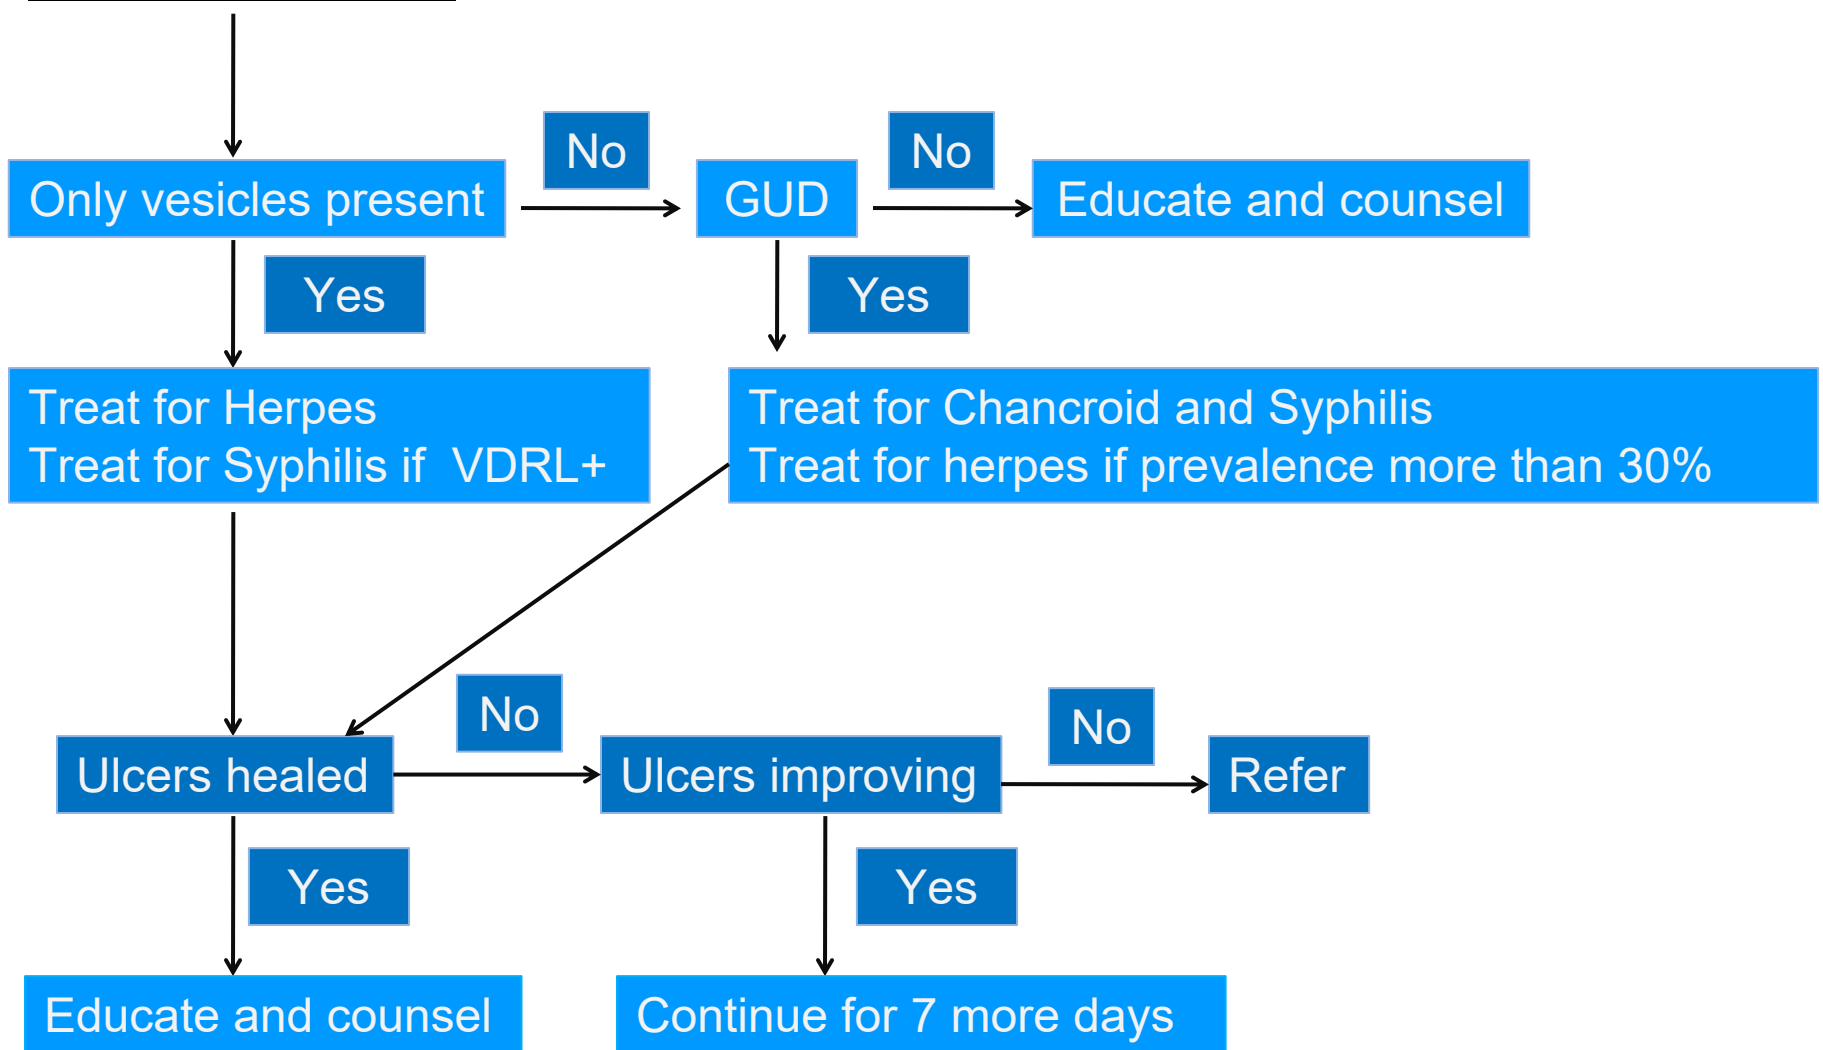 No
No
Only vesicles present
GUD
Educate and counsel
Yes
Yes
Treat for Herpes
Treat for Syphilis if  VDRL+
Treat for Chancroid and Syphilis
Treat for herpes if prevalence more than 30%
No
No
Ulcers healed
Ulcers improving
Refer
Yes
Yes
Educate and counsel
Continue for 7 more days